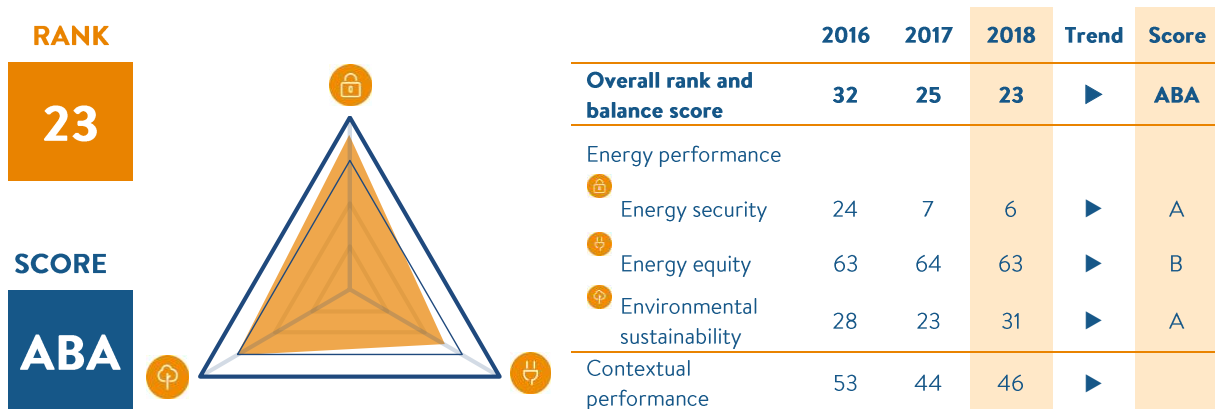 RANK
23
SCORE
ABA
2016 2017 2018 Trend Score
Overall rank and
balance score 32 25 23 ABA
Energy performance
Energy security 24 7 6 A
Energy equity 63 64 63 B
Environmental
sustainability 28 23 31 A
Contextual
performance 53 44 46